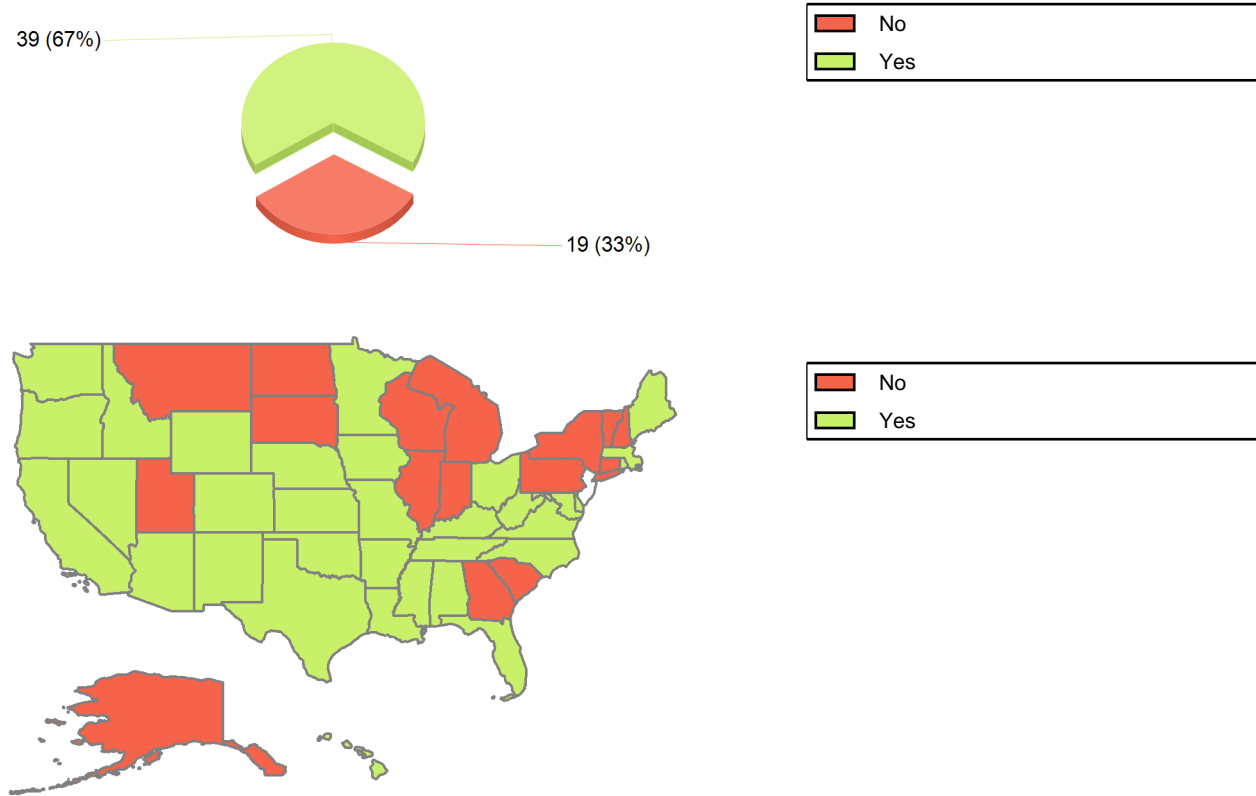 39 (67%)
19 (33%)
No
Yes
No
Yes